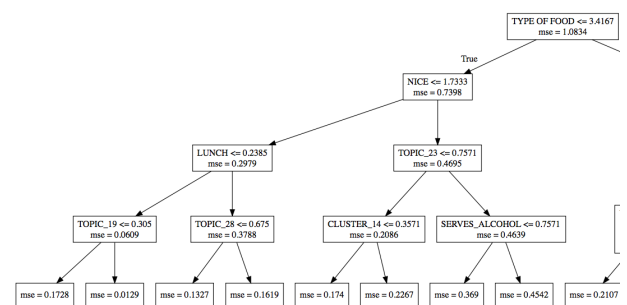 TYPE OF FOOD <= 3.4167
mse = 1.0834
True
NICE <= 1.7333
mse = 0.7398
LUNCH <= 0.2385
mse = 0.2979
TOPIC_23 <= 0.7571
mse = 0.4695
TOPIC_19 <= 0.305
mse = 0.0609
TOPIC_28 <= 0.675
mse = 0.3788
CLUSTER_14 <= 0.3571
mse = 0.2086
SERVES_ALCOHOL <= 0.7571
mse = 0.4639
mse = 0.1728
mse = 0.0129
mse = 0.1327
mse = 0.1619
mse = 0.174
mse = 0.2267
mse = 0.369
mse = 0.4542
mse = 0.2107